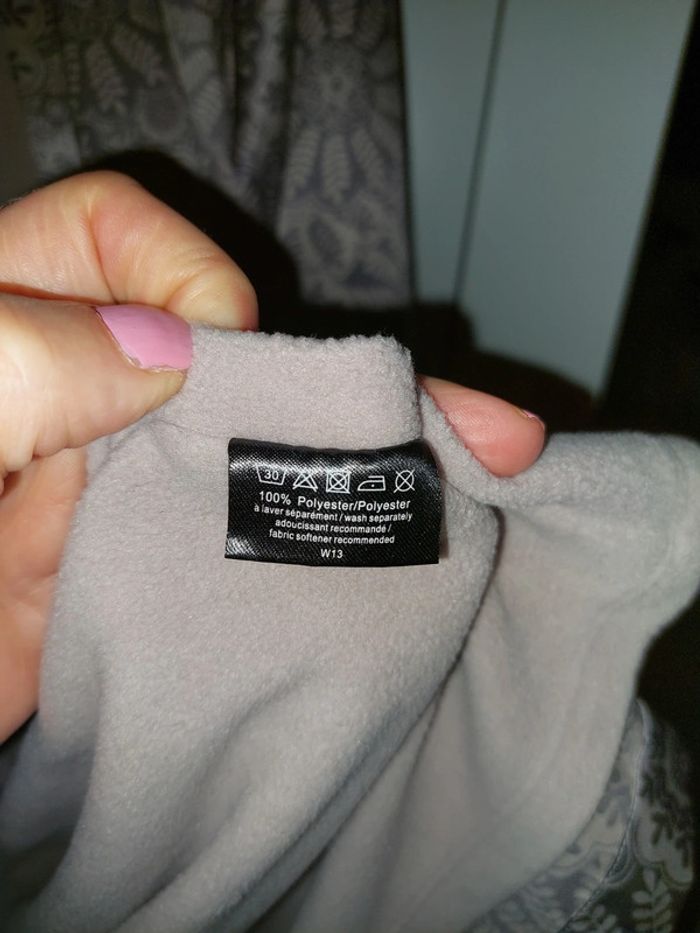 30
100% Polyester/Polyester
à laver séparément / wash separately
adoucissant recommandé /
fabric softener recommended
W13